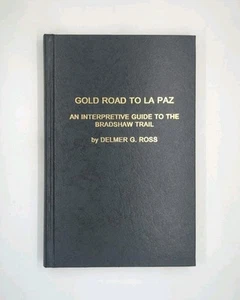 GOLD ROAD TO LA PAZ
AN INTERPRETIVE GUIDE TO THE
BRADSHAW TRAIL
by DELMER G. ROSS